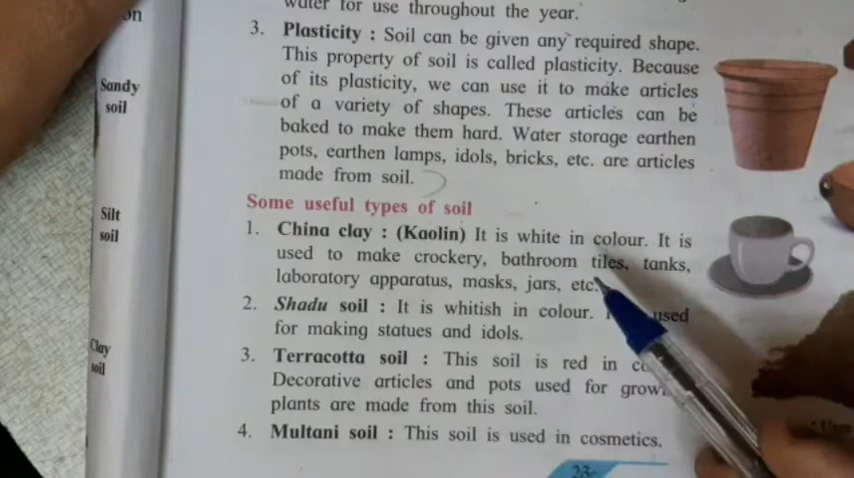 water for use throughout the year.
3. Plasticity : Soil can be given any required shape.
This property of soil is called plasticity. Because
of its plasticity, we can use it to make articles
of a variety of shapes. These articles can be
baked to make them hard. Water storage earthen
pots, earthen lamps, idols, bricks, etc. are articles
made from soil.
Some useful types of soil
1. China clay : (Kaolin) It is white in colour. It is
used to make crockery, bathroom tiles, tanks,
laboratory apparatus, masks, jars, etc.
2. Shadu soil : It is whitish in colour. used
for making statues and idols.
3. Terracotta soil : This soil is red in
Decorative articles and pots used for
plants are made from this soil.
4. Multani soil : This soil is used in cosmetics.
23
Sandy
soil
Silt
soil
Clay
soil